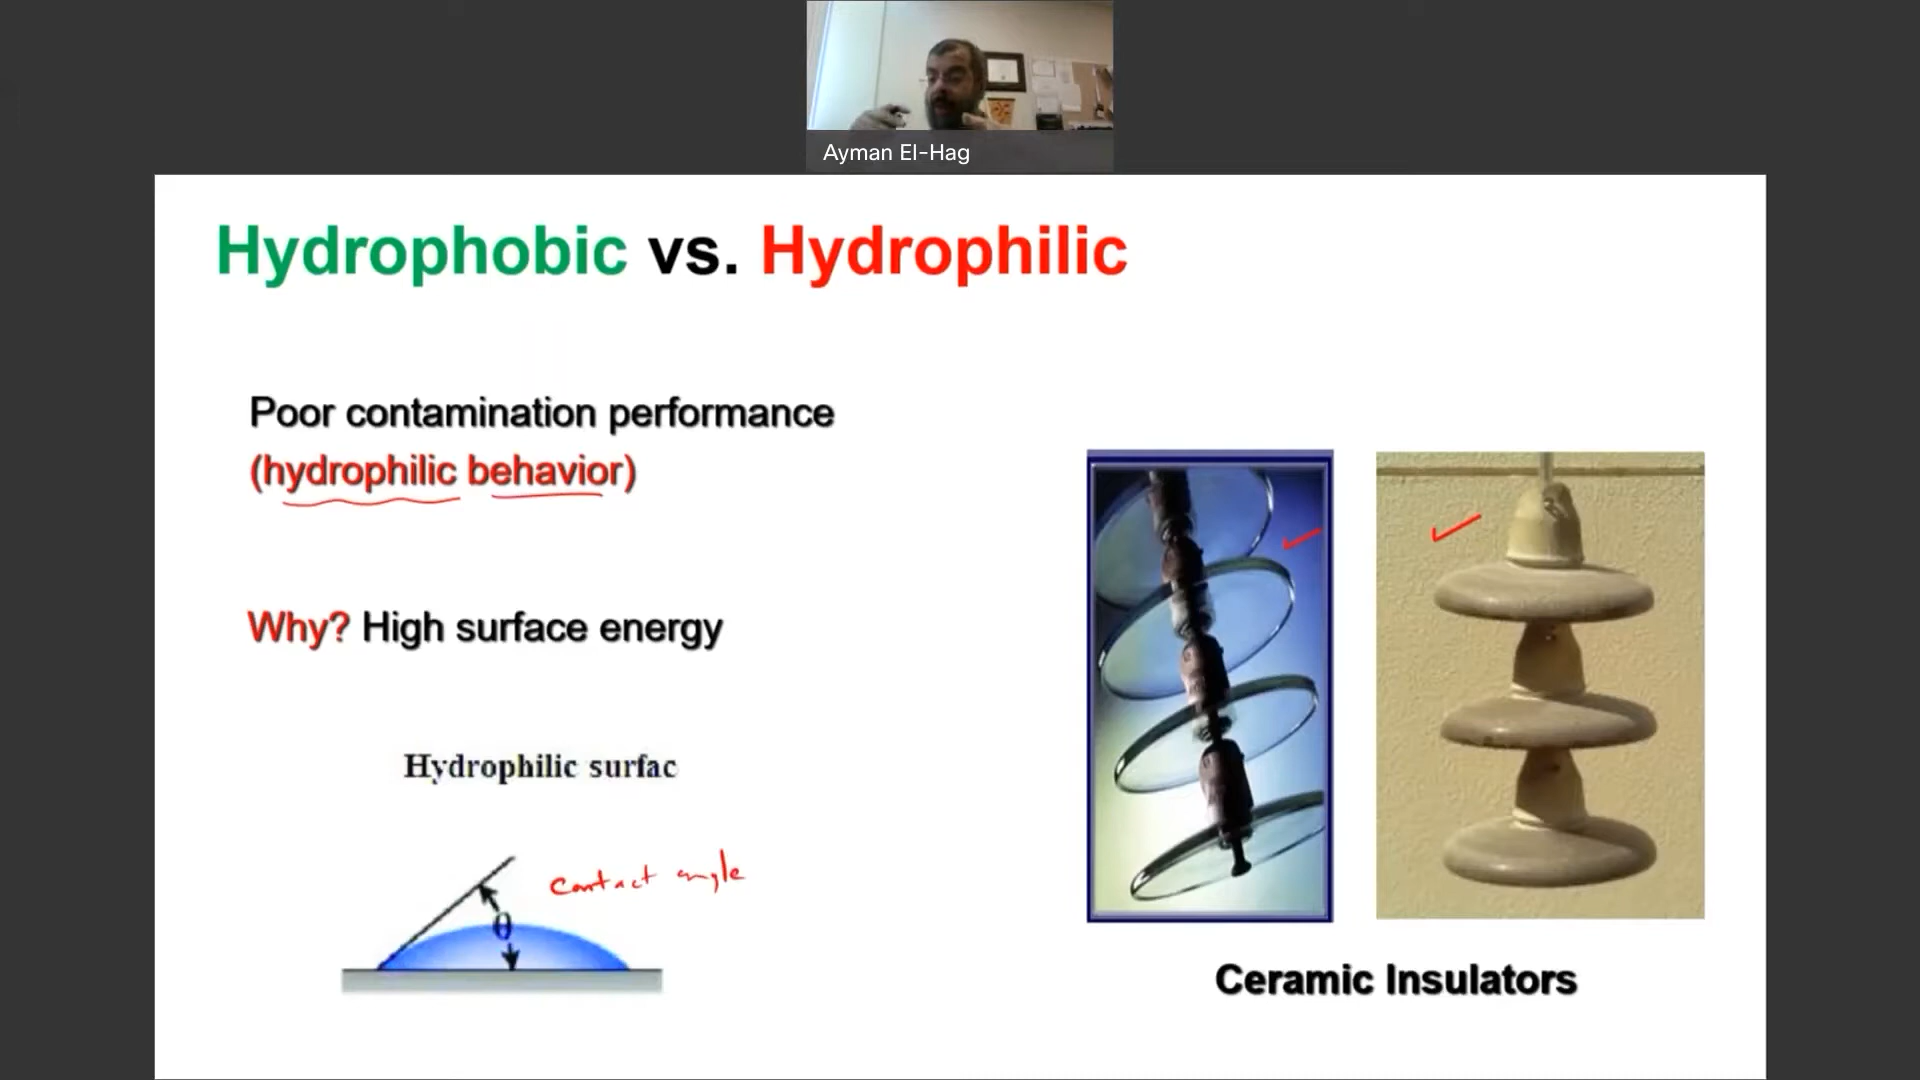 Ayman El-Hag
Hydrophobic vs. Hydrophilic
Poor contamination performance
(hydrophilic behavior)
Why? High surface energy
Hydrophilic surfac
contact angle
θ
Ceramic Insulators